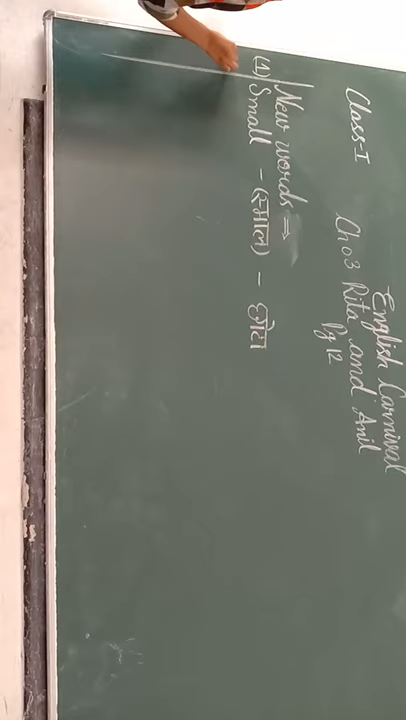 English Carnival
Class-I Ch 03 Rita and Anil
Pg 12
New words ⇒
(1) Small - (स्माल) - छोटा